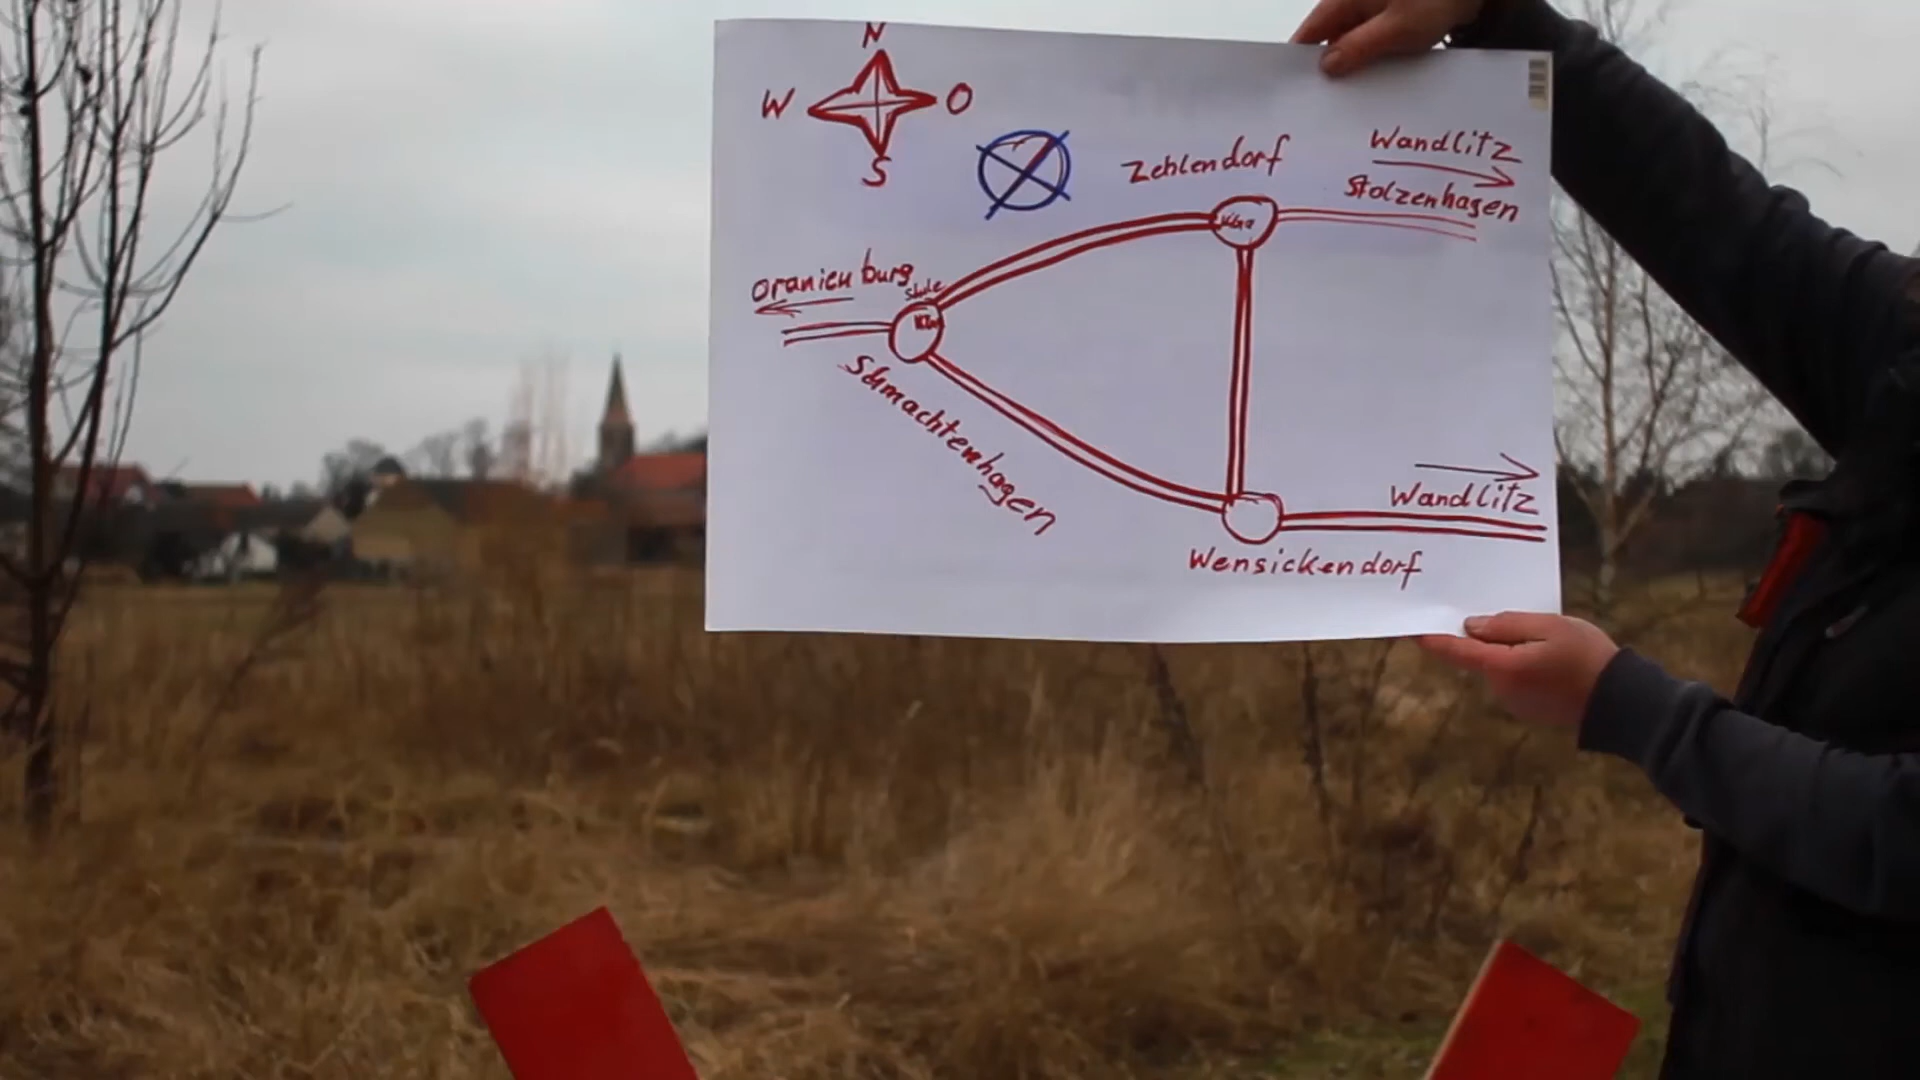 N
W
O
S
Zehlendorf
Wandlitz
Stolzenhagen
Oranienburg
Schmachtenhagen
Wandlitz
Wensickendorf